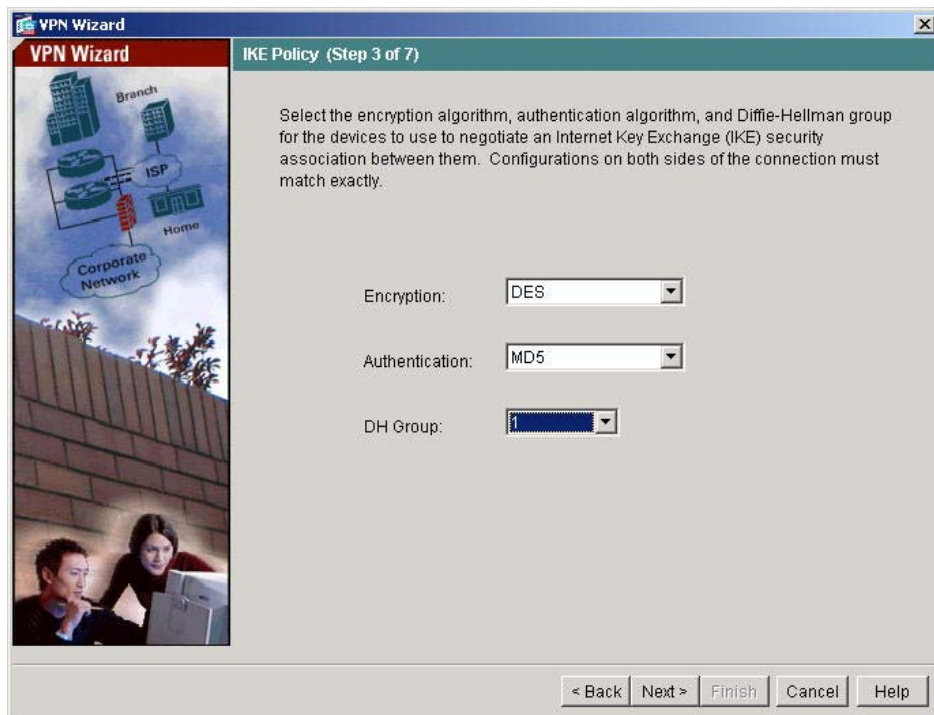 VPN Wizard
VPN Wizard
IKE Policy (Step 3 of 7)
Branch
ISP
Home
Corporate
Network
Select the encryption algorithm, authentication algorithm, and Diffie-Hellman group
for the devices to use to negotiate an Internet Key Exchange (IKE) security
association between them. Configurations on both sides of the connection must
match exactly.
Encryption:
DES
Authentication:
MD5
DH Group:
1
< Back
Next >
Finish
Cancel
Help